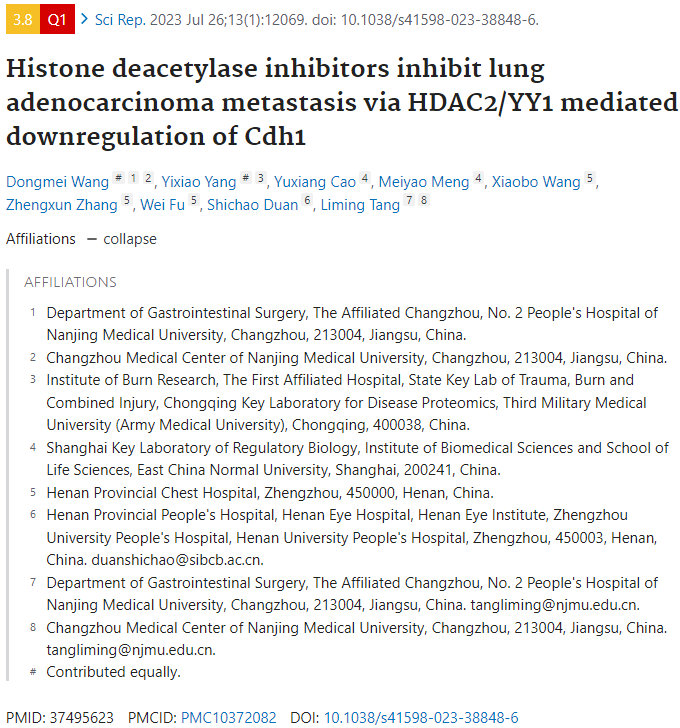 3.8 Q1 > Sci Rep. 2023 Jul 26;13(1):12069. doi: 10.1038/s41598-023-38848-6.
Histone deacetylase inhibitors inhibit lung
adenocarcinoma metastasis via HDAC2/YY1 mediated
downregulation of Cdh1
Dongmei Wang # 1 2, Yixiao Yang # 3, Yuxiang Cao 4, Meiyao Meng 4, Xiaobo Wang 5,
Zhengxun Zhang 5, Wei Fu 5, Shichao Duan 6, Liming Tang 7 8
Affiliations — collapse
AFFILIATIONS
1 Department of Gastrointestinal Surgery, The Affiliated Changzhou, No. 2 People's Hospital of
Nanjing Medical University, Changzhou, 213004, Jiangsu, China.
2 Changzhou Medical Center of Nanjing Medical University, Changzhou, 213004, Jiangsu, China.
3 Institute of Burn Research, The First Affiliated Hospital, State Key Lab of Trauma, Burn and
Combined Injury, Chongqing Key Laboratory for Disease Proteomics, Third Military Medical
University (Army Medical University), Chongqing, 400038, China.
4 Shanghai Key Laboratory of Regulatory Biology, Institute of Biomedical Sciences and School of
Life Sciences, East China Normal University, Shanghai, 200241, China.
5 Henan Provincial Chest Hospital, Zhengzhou, 450000, Henan, China.
6 Henan Provincial People's Hospital, Henan Eye Hospital, Henan Eye Institute, Zhengzhou
University People's Hospital, Henan University People's Hospital, Zhengzhou, 450003, Henan,
China. duanshichao@sibcb.ac.cn.
7 Department of Gastrointestinal Surgery, The Affiliated Changzhou, No. 2 People's Hospital of
Nanjing Medical University, Changzhou, 213004, Jiangsu, China. tangliming@njmu.edu.cn.
8 Changzhou Medical Center of Nanjing Medical University, Changzhou, 213004, Jiangsu, China.
tangliming@njmu.edu.cn.
# Contributed equally.
PMID: 37495623 PMCID: PMC10372082 DOI: 10.1038/s41598-023-38848-6